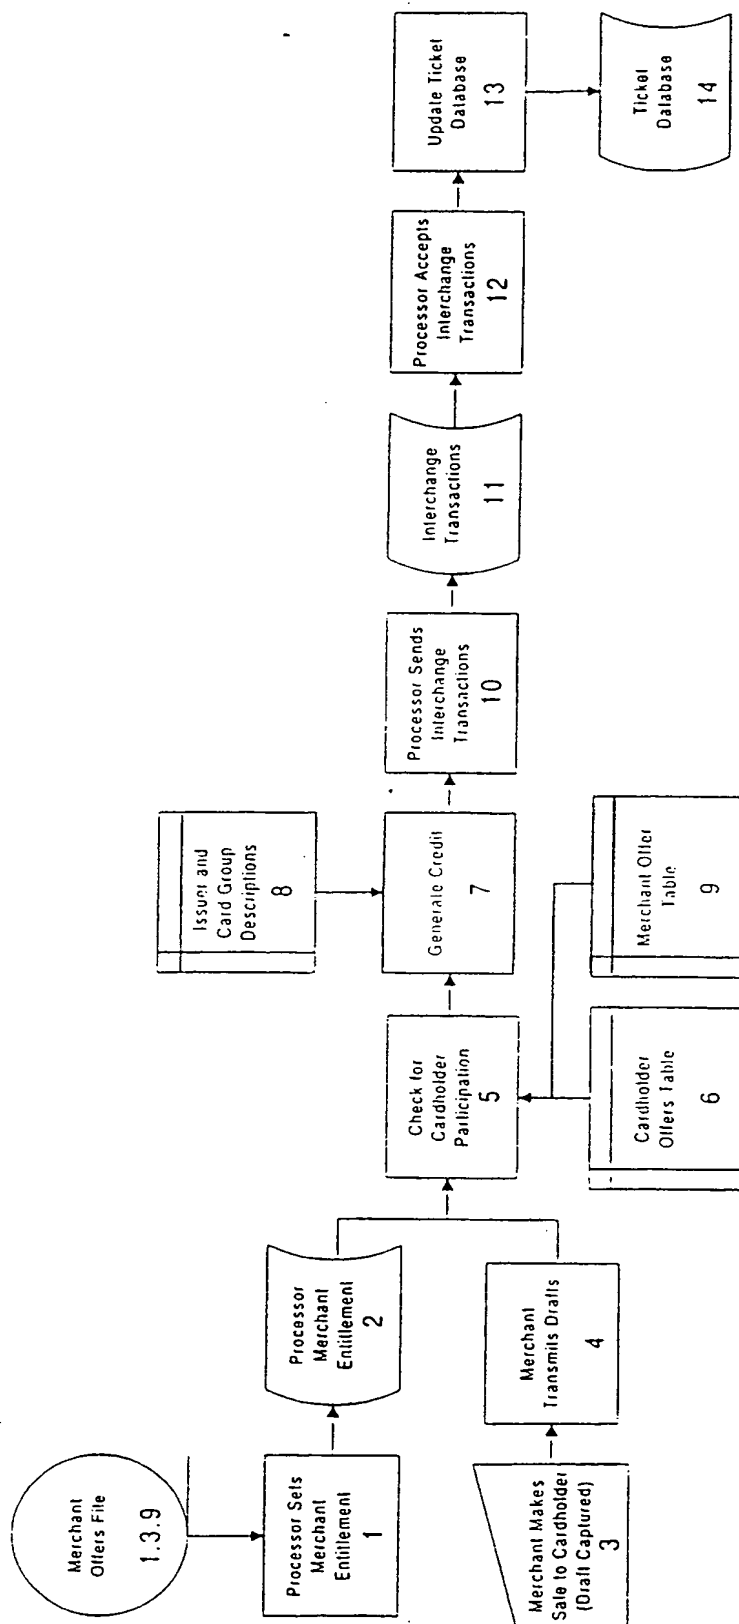 Merchant
Offers File
1.3.9
Processor Sets
Merchant
Entitlement
1
Processor
Merchant
Entitlement
2
Merchant Makes
Sale to Cardholder
(Draft Captured)
3
Merchant
Transmits Drafts
4
Check for
Cardholder
Participation
5
Cardholder
Offers Table
6
Generate Credit
7
Issuer and
Card Group
Descriptions
8
Merchant Offer
Table
9
Processor Sends
Interchange
Transactions
10
Interchange
Transactions
11
Processor Accepts
Interchange
Transactions
12
Update Ticket
Database
13
Ticket
Database
14